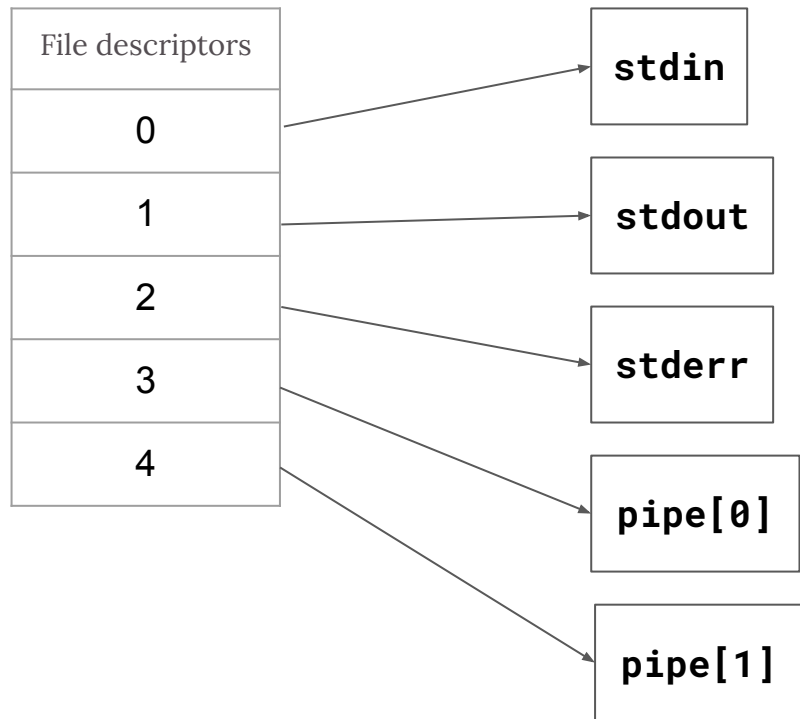 File descriptors
0
1
2
3
4
stdin
stdout
stderr
pipe[0]
pipe[1]